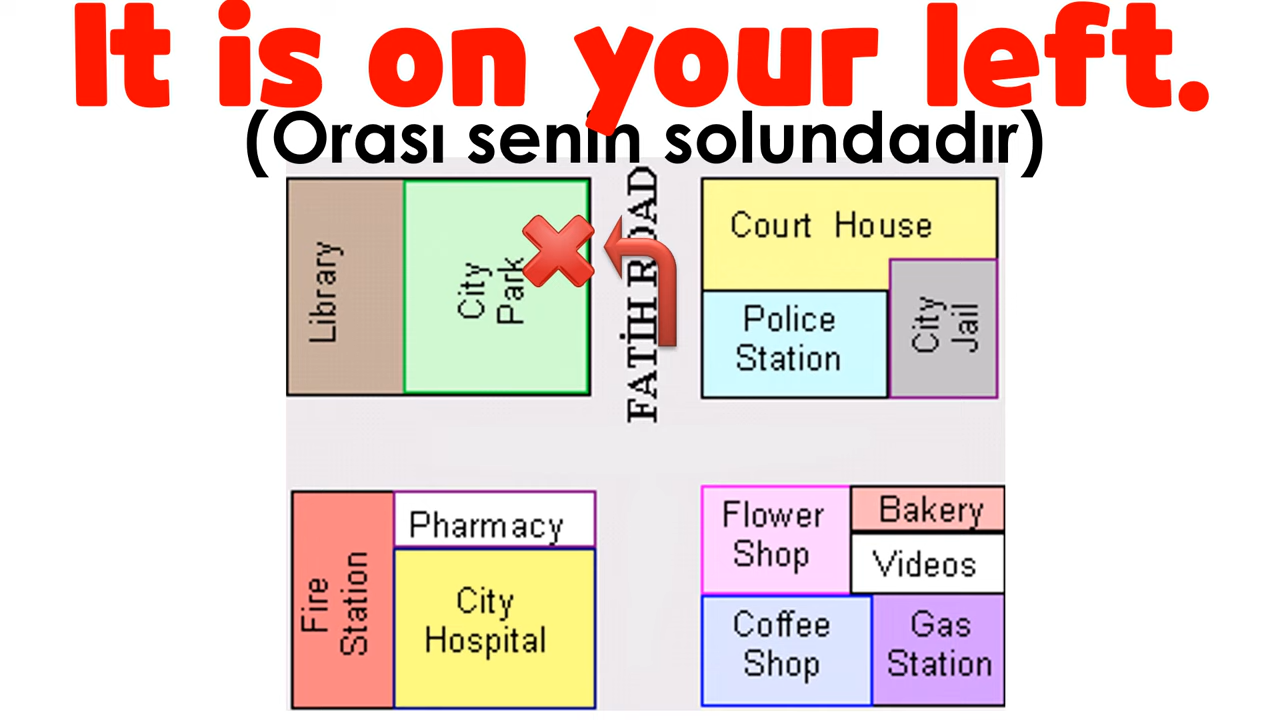 It is on your left.
(Orası senin solundadır)
Library
City
Park
FATİH ROAD
Court House
Police
Station
City
Jail
Fire
Station
Pharmacy
City
Hospital
Flower
Shop
Bakery
Videos
Coffee
Shop
Gas
Station